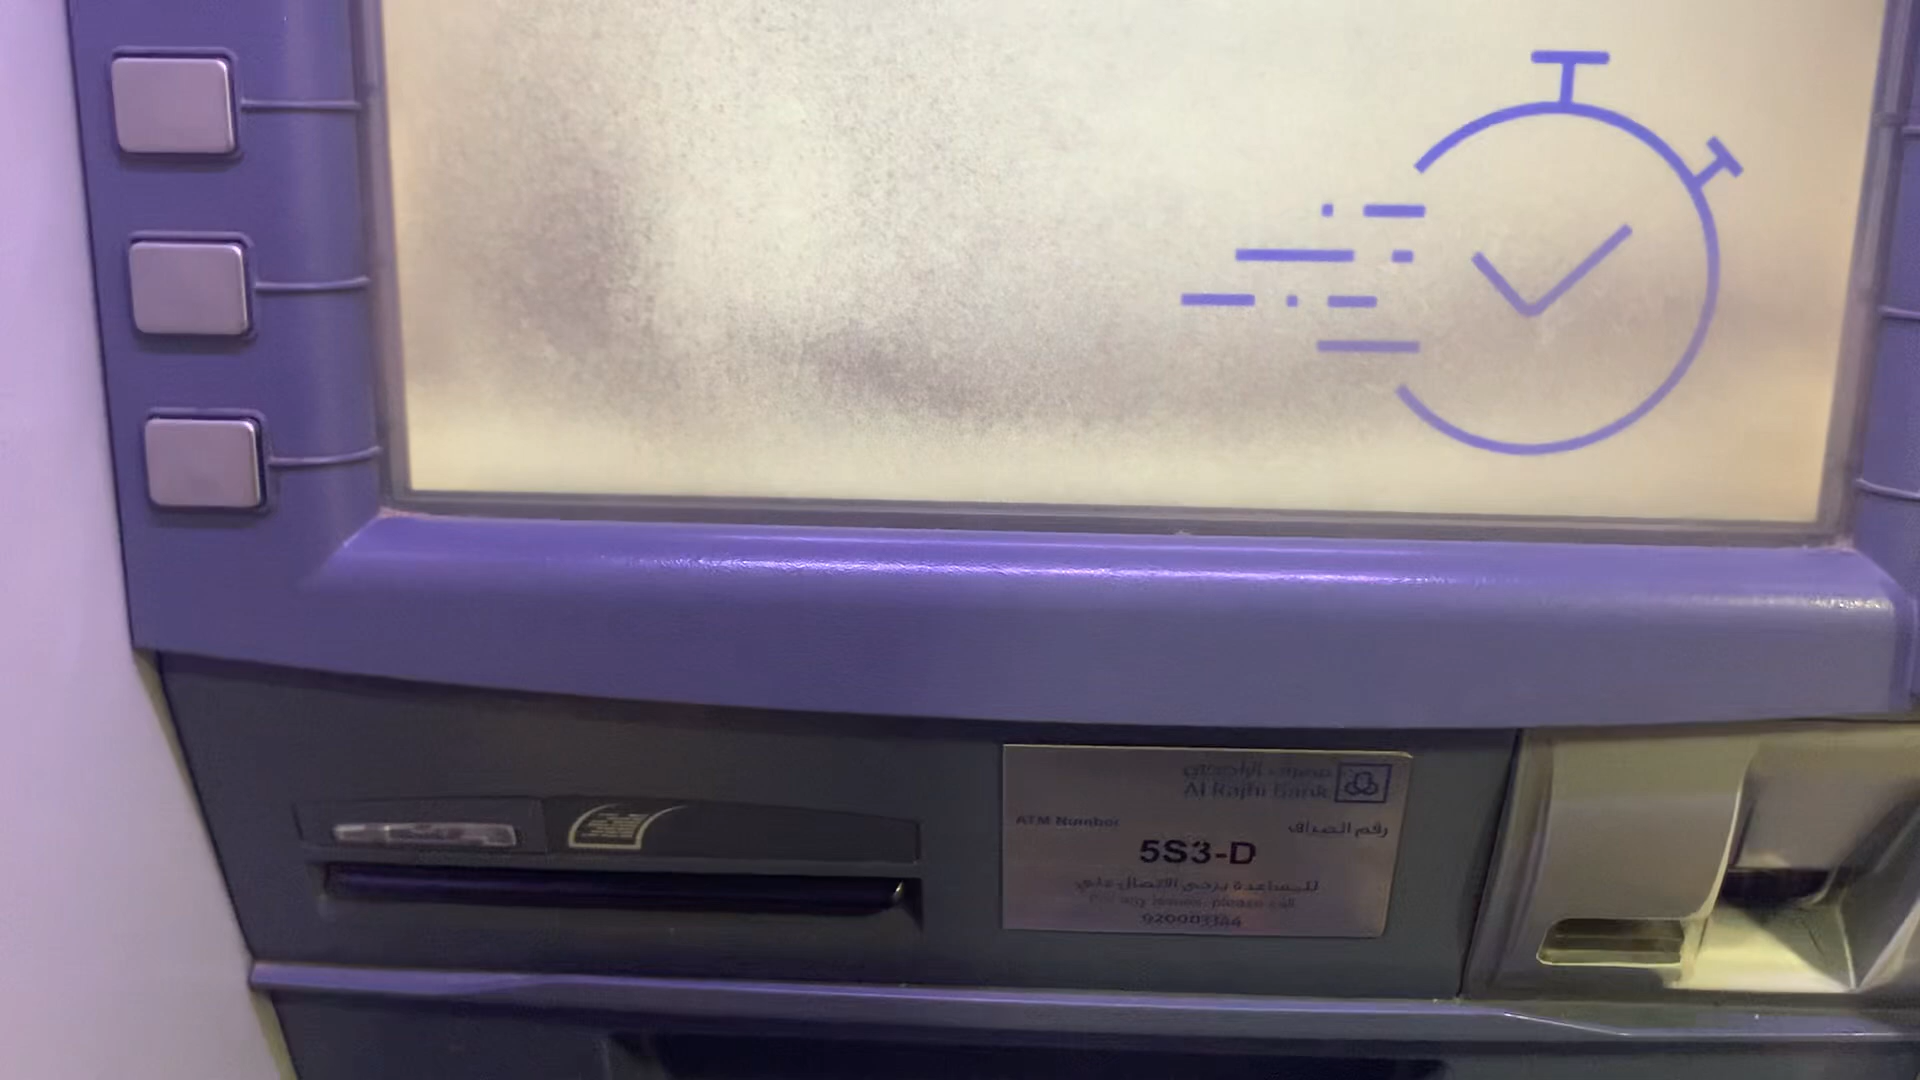 مصرف الراجحي
Al Rajhi Bank
ATM Number
رقم الصراف
5S3-D
للمساعدة يرجى الاتصال على
For any issues, please call